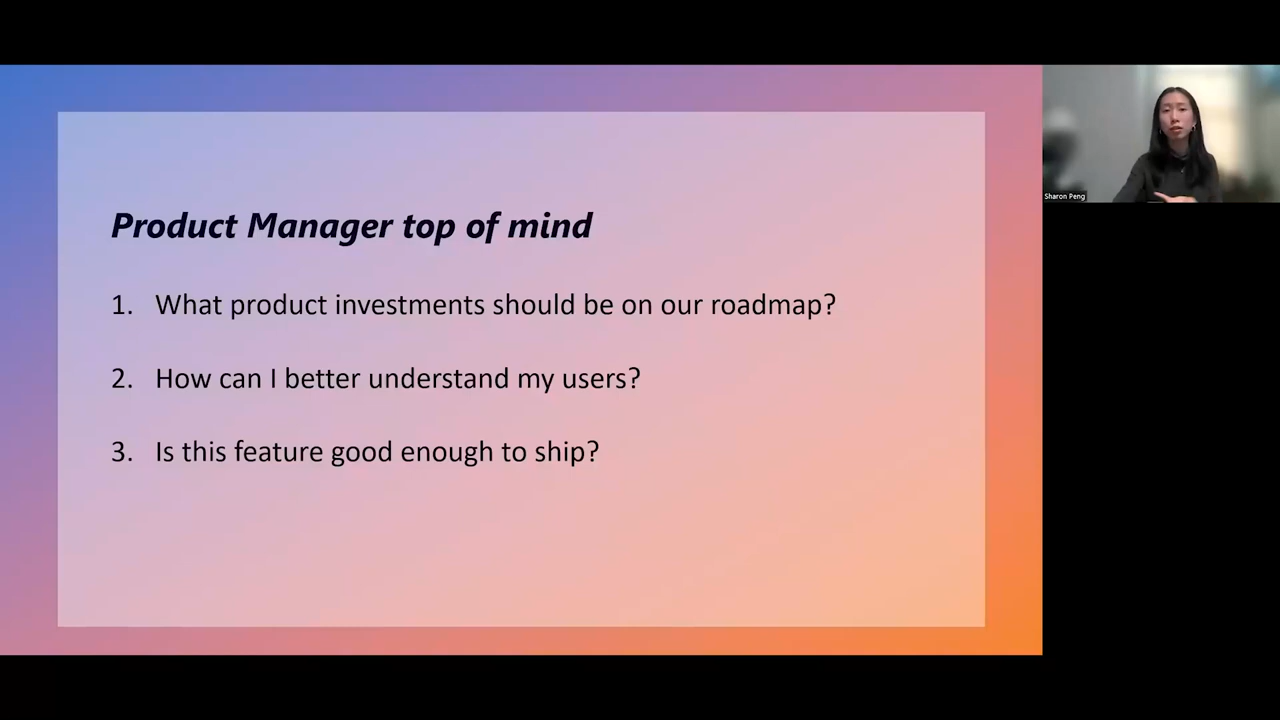 Product Manager top of mind
1. What product investments should be on our roadmap?
2. How can I better understand my users?
3. Is this feature good enough to ship?
Sharon Peng